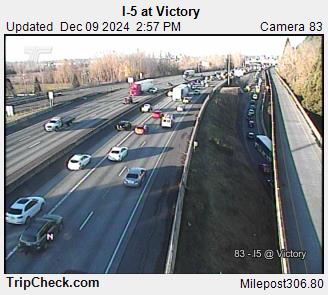 I-5 at Victory
Updated Dec 09 2024 2:57 PM Camera 83
N
83 - I5 @ Victory
TripCheck.com Milepost306.80